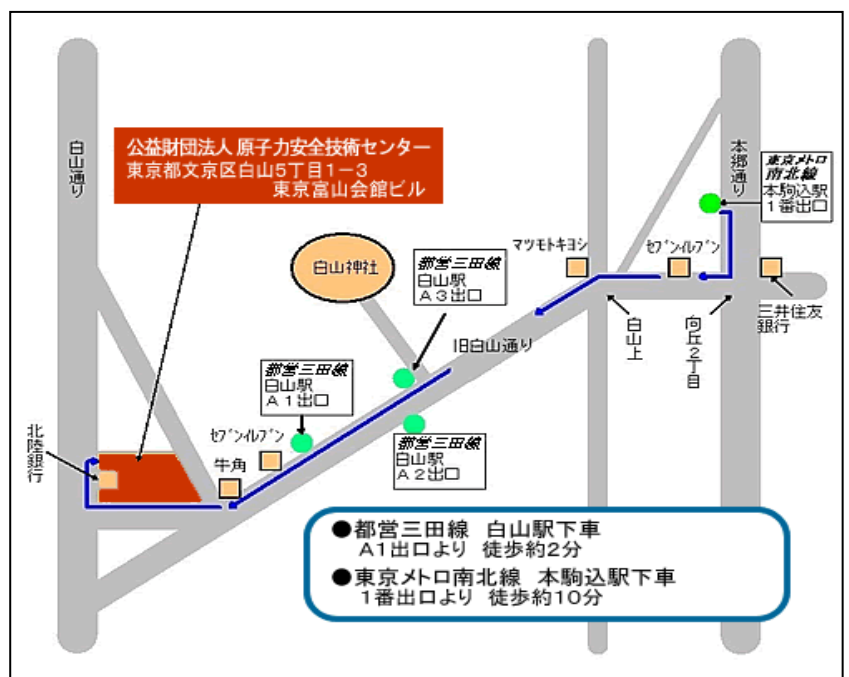 公益財団法人 原子力安全技術センター
東京都文京区白山5丁目1-3
東京富山会館ビル
白山通り
本郷通り
東京メトロ
南北線
本駒込駅
1番出口
マツモトキヨシ
ｾﾌﾞﾝｲﾚﾌﾞﾝ
三井住友
銀行
白山神社
都営三田線
白山駅
A3出口
旧白山通り
白山上
向丘2丁目
都営三田線
白山駅
A1出口
ｾﾌﾞﾝｲﾚﾌﾞﾝ
都営三田線
白山駅
A2出口
牛角
北陸銀行
●都営三田線 白山駅下車
A1出口より 徒歩約2分
●東京メトロ南北線 本駒込駅下車
1番出口より 徒歩約10分